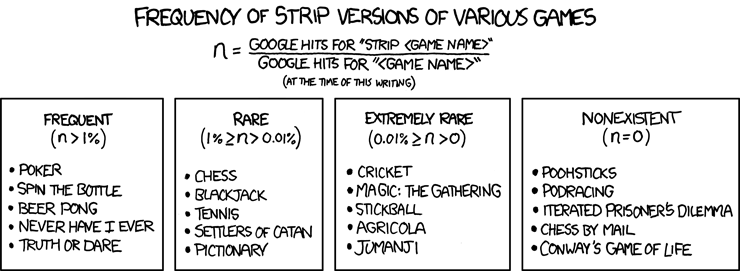 FREQUENCY OF STRIP VERSIONS OF VARIOUS GAMES
n = GOOGLE HITS FOR "STRIP <GAME NAME>"
GOOGLE HITS FOR "<GAME NAME>"
(AT THE TIME OF THIS WRITING)
FREQUENT
(n>1%)
• POKER
• SPIN THE BOTTLE
• BEER PONG
• NEVER HAVE I EVER
• TRUTH OR DARE
RARE
(1%≥n>0.01%)
• CHESS
• BLACKJACK
• TENNIS
• SETTLERS OF CATAN
• PICTIONARY
EXTREMELY RARE
(0.01%≥n>0)
• CRICKET
• MAGIC: THE GATHERING
• STICKBALL
• AGRICOLA
• JUMANJI
NONEXISTENT
(n=0)
• POOHSTICKS
• PODRACING
• ITERATED PRISONER'S DILEMMA
• CHESS BY MAIL
• CONWAY'S GAME OF LIFE